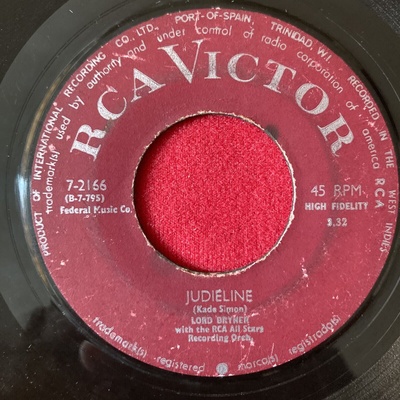 PRODUCT OF INTERNATIONAL RECORDING CO. LTD., PORT-OF-SPAIN, TRINIDAD, W.I. RECORDED IN THE WEST INDIES
trademark(s) used by authority and under control of radio corporation of america RCA
RCA VICTOR
7-2166
(B-7-795)
Federal Music Co.
45 RPM
HIGH FIDELITY
3.32
JUDIELINE
(Kade Simon)
LORD BRYNER
with the RCA All Stars
Recording Orch.
trademark(s) registered marca(s) registrada(s)